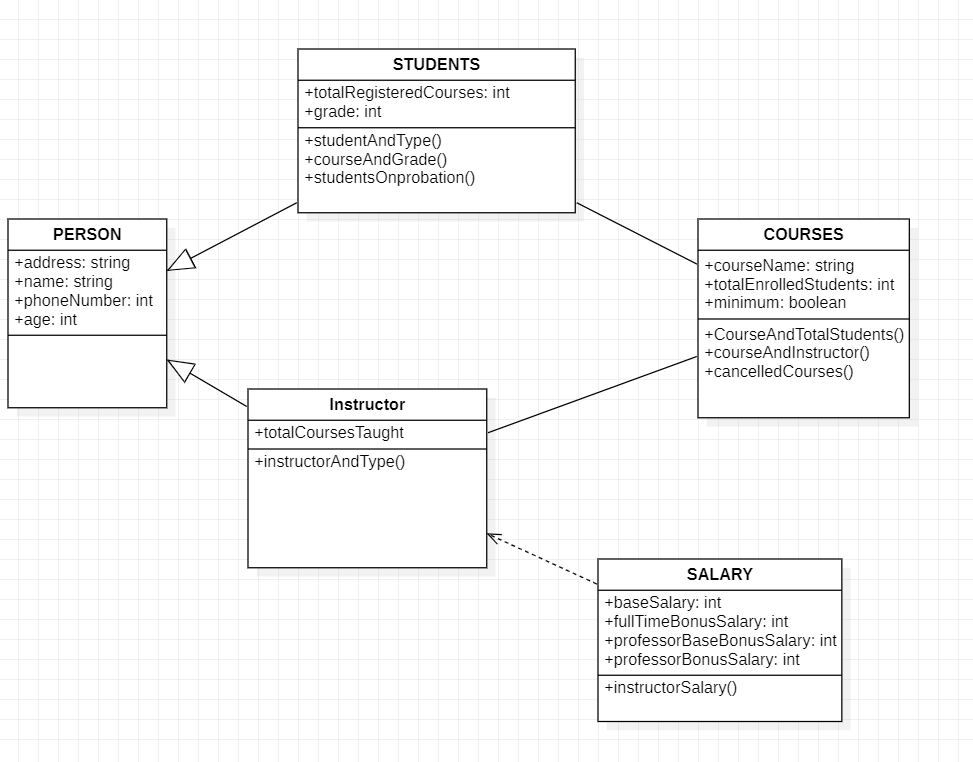 STUDENTS
+totalRegisteredCourses: int
+grade: int
+studentAndType()
+courseAndGrade()
+studentsOnprobation()
PERSON
+address: string
+name: string
+phoneNumber: int
+age: int
COURSES
+courseName: string
+totalEnrolledStudents: int
+minimum: boolean
+CourseAndTotalStudents()
+courseAndInstructor()
+cancelledCourses()
Instructor
+totalCoursesTaught
+instructorAndType()
SALARY
+baseSalary: int
+fullTimeBonusSalary: int
+professorBaseBonusSalary: int
+professorBonusSalary: int
+instructorSalary()